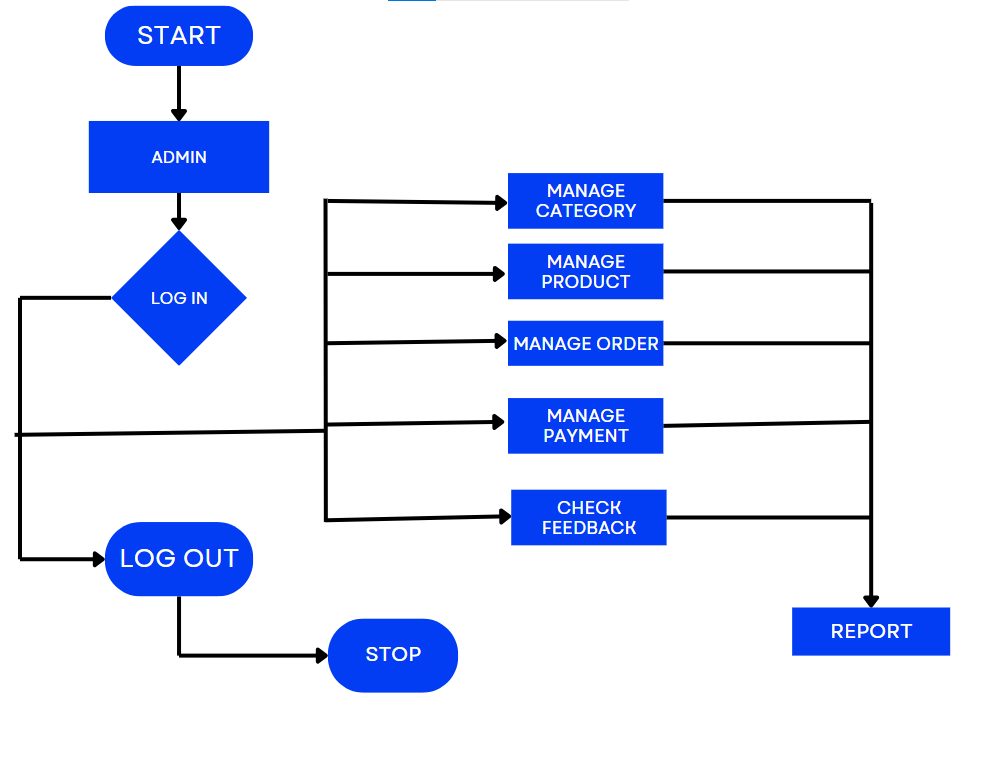 START
ADMIN
LOG IN
MANAGE
CATEGORY
MANAGE
PRODUCT
MANAGE ORDER
MANAGE
PAYMENT
CHECK
FEEDBACK
LOG OUT
STOP
REPORT